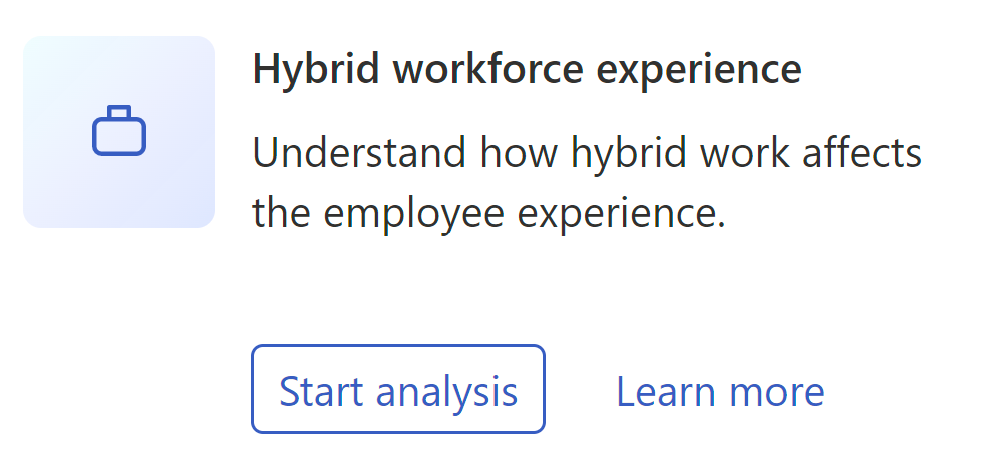 Hybrid workforce experience
Understand how hybrid work affects
the employee experience.
Start analysis
Learn more